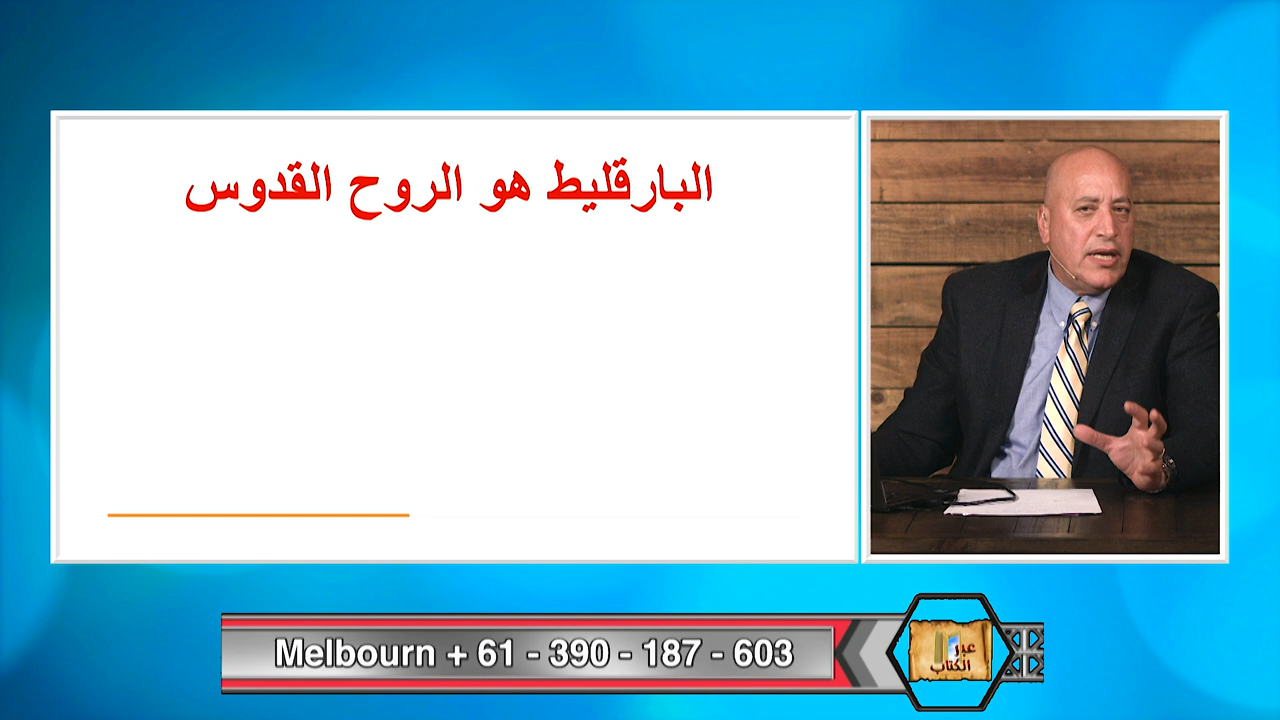 البارقليط هو الروح القدوس
Melbourn + 61 - 390 - 187 - 603
عبر
الكتاب